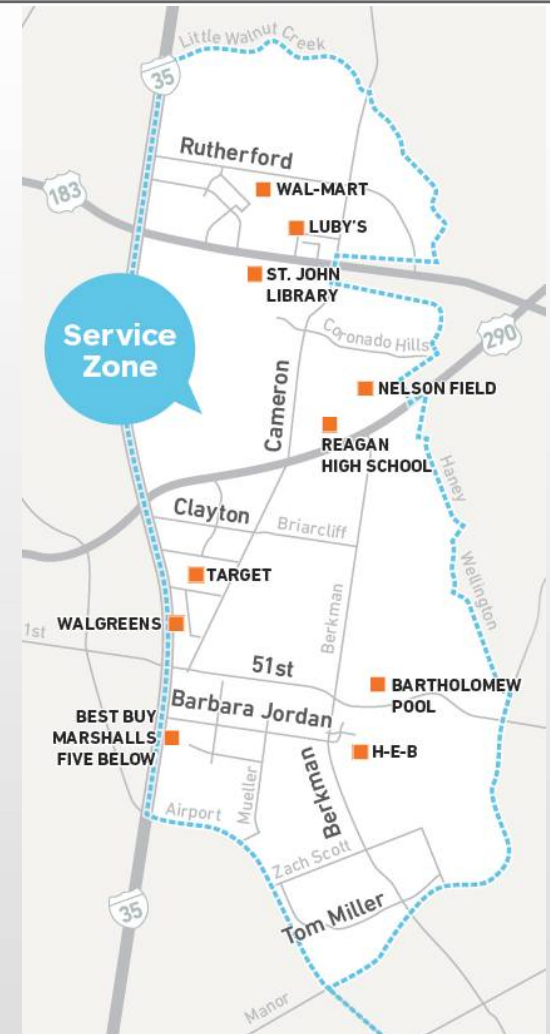 Little Walnut Creek
35
Rutherford
183
WAL-MART
LUBY'S
ST. JOHN
LIBRARY
Service
Zone
Coronado Hills
290
Cameron
NELSON FIELD
REAGAN
HIGH SCHOOL
Haney
Clayton
Briarcliff
TARGET
Wellington
Berkman
WALGREENS
1st
51st
BARTHOLOMEW
POOL
Barbara Jordan
BEST BUY
MARSHALLS
FIVE BELOW
H-E-B
Berkman
Mueller
Airport
Zach Scott
35
Tom Miller
Manor